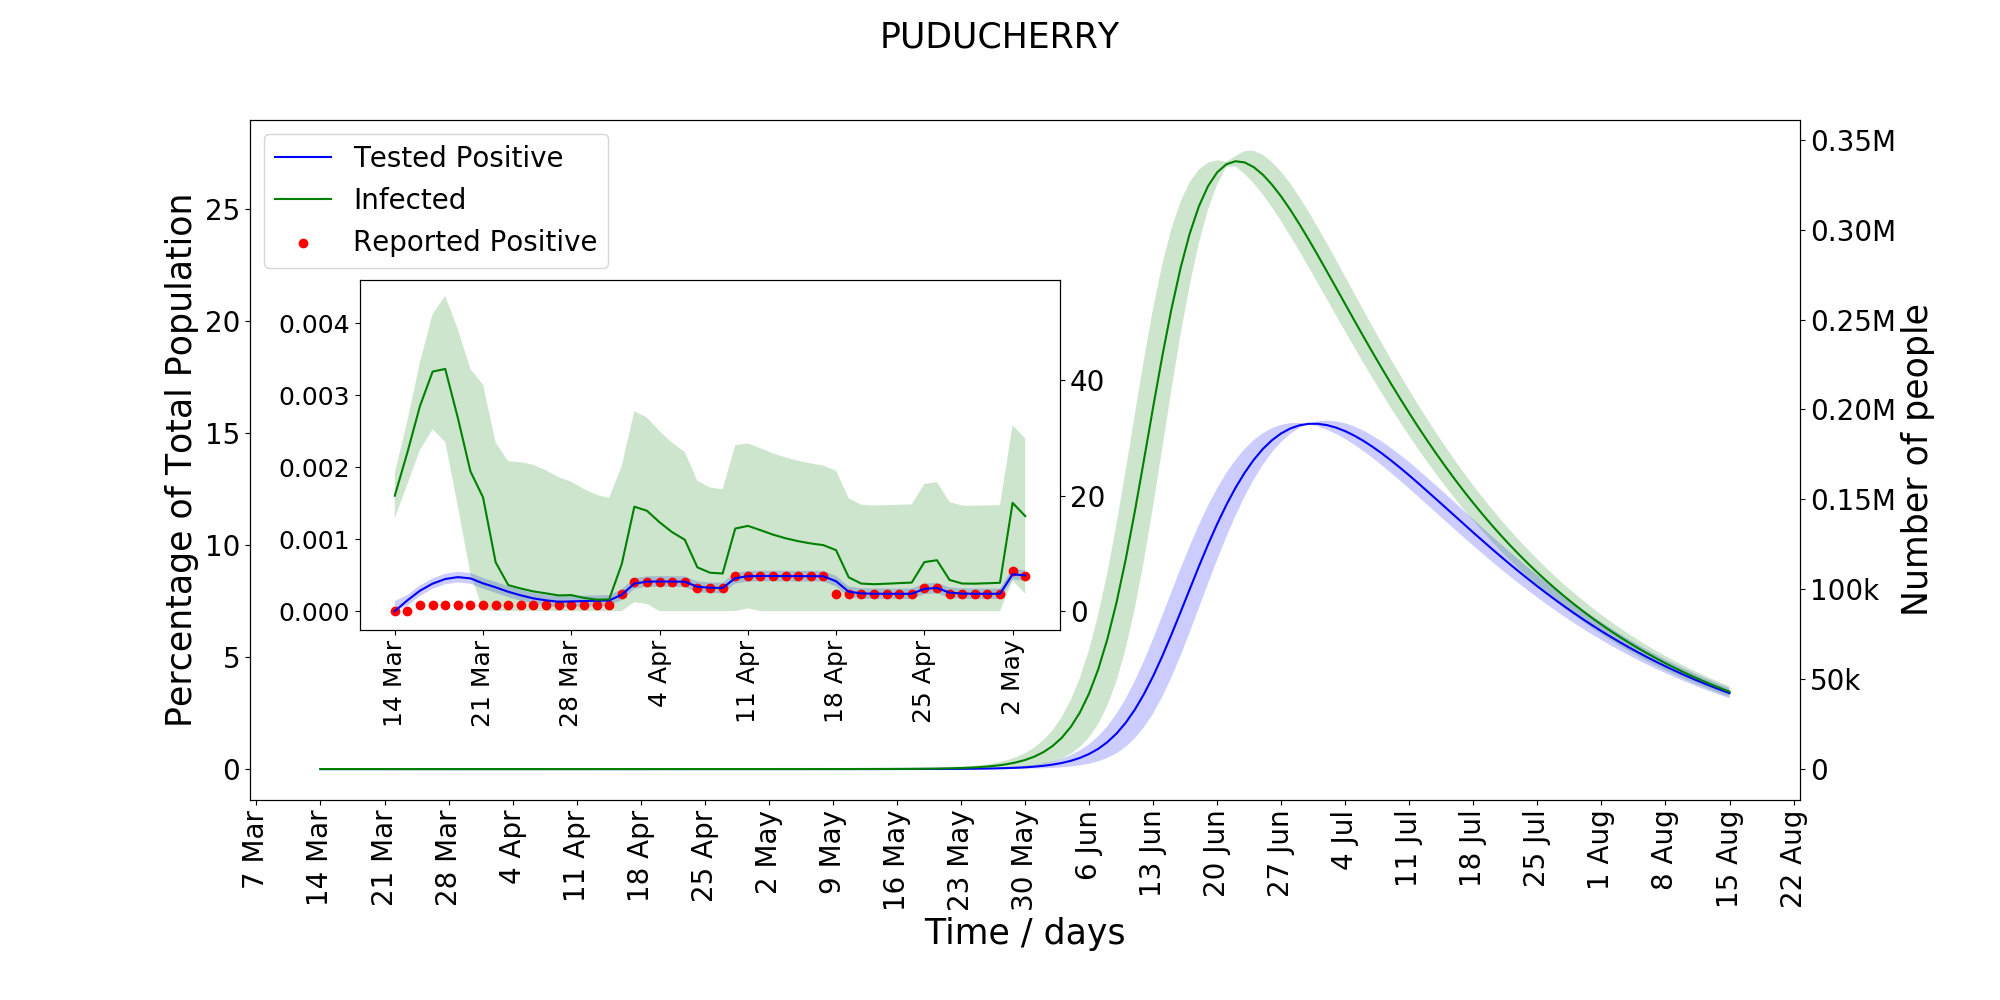 PUDUCHERRY
Tested Positive
Infected
Reported Positive
Percentage of Total Population
25
20
15
10
5
0
0.004
0.003
0.002
0.001
0.000
40
20
0
14 Mar
21 Mar
28 Mar
4 Apr
11 Apr
18 Apr
25 Apr
2 May
0.35M
0.30M
0.25M
0.20M
0.15M
100k
50k
0
Number of people
7 Mar
14 Mar
21 Mar
28 Mar
4 Apr
11 Apr
18 Apr
25 Apr
2 May
9 May
16 May
23 May
30 May
6 Jun
13 Jun
20 Jun
27 Jun
4 Jul
11 Jul
18 Jul
25 Jul
1 Aug
8 Aug
15 Aug
22 Aug
Time / days